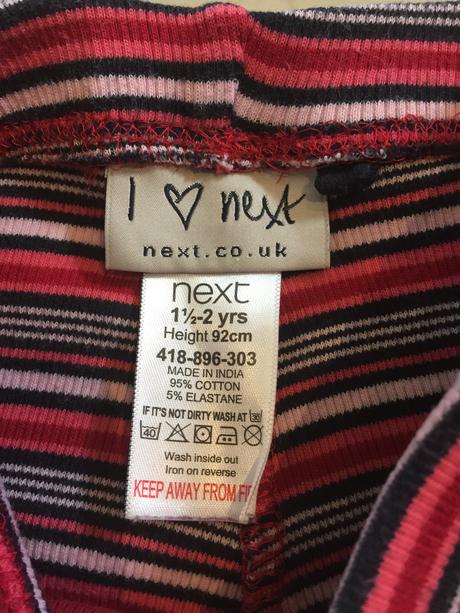 I ♡ next
next.co.uk
next
1½-2 yrs
Height 92cm
418-896-303
MADE IN INDIA
95% COTTON
5% ELASTANE
IF IT'S NOT DIRTY WASH AT 30
40
Wash inside out
Iron on reverse
KEEP AWAY FROM